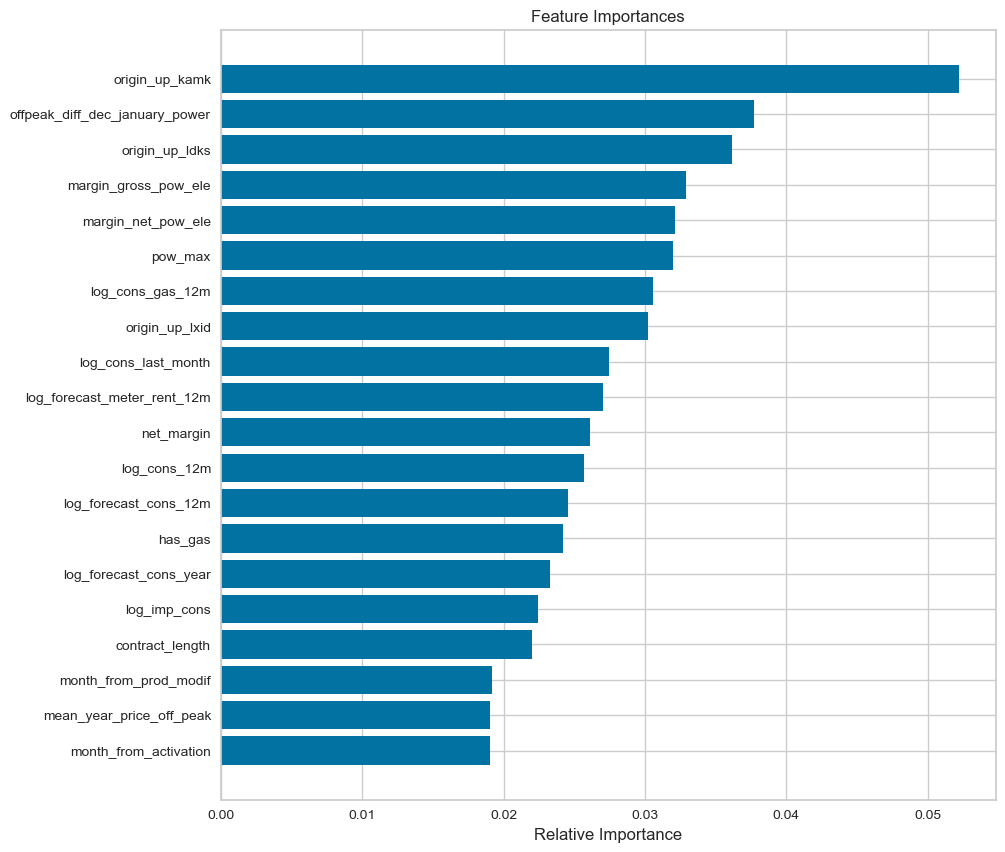 Feature Importances
origin_up_kamk
offpeak_diff_dec_january_power
origin_up_ldks
margin_gross_pow_ele
margin_net_pow_ele
pow_max
log_cons_gas_12m
origin_up_lxid
log_cons_last_month
log_forecast_meter_rent_12m
net_margin
log_cons_12m
log_forecast_cons_12m
has_gas
log_forecast_cons_year
log_imp_cons
contract_length
month_from_prod_modif
mean_year_price_off_peak
month_from_activation
0.00 0.01 0.02 0.03 0.04 0.05
Relative Importance